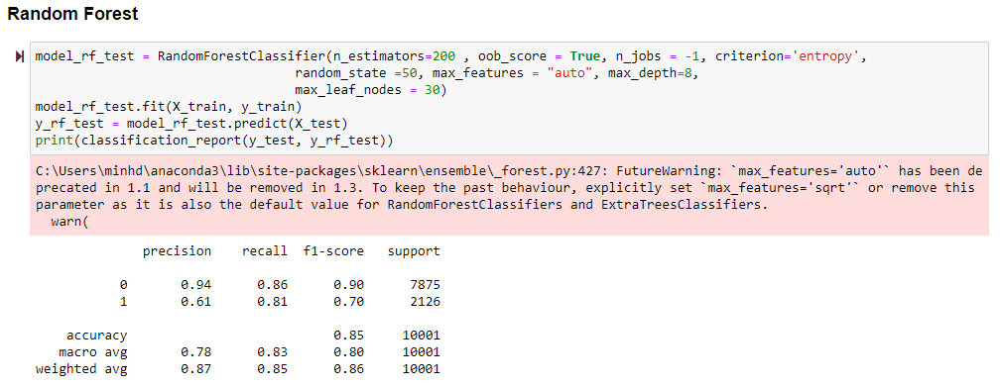 Random Forest
model_rf_test = RandomForestClassifier(n_estimators=200 , oob_score = True, n_jobs = -1, criterion='entropy',
random_state =50, max_features = "auto", max_depth=8,
max_leaf_nodes = 30)
model_rf_test.fit(X_train, y_train)
y_rf_test = model_rf_test.predict(X_test)
print(classification_report(y_test, y_rf_test))
C:\Users\minhd\anaconda3\lib\site-packages\sklearn\ensemble\_forest.py:427: FutureWarning: `max_features='auto'` has been de
precated in 1.1 and will be removed in 1.3. To keep the past behaviour, explicitly set `max_features='sqrt'` or remove this
parameter as it is also the default value for RandomForestClassifiers and ExtraTreesClassifiers.
warn(
precision recall f1-score support
0 0.94 0.86 0.90 7875
1 0.61 0.81 0.70 2126
accuracy 0.85 10001
macro avg 0.78 0.83 0.80 10001
weighted avg 0.87 0.85 0.86 10001